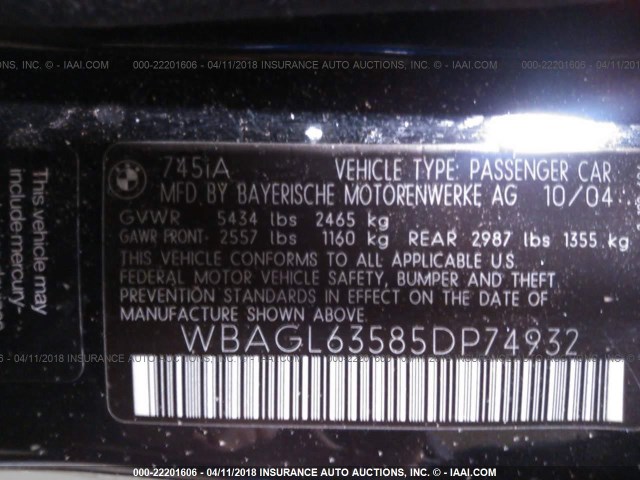 INSURANCE AUTO AUCTIONS, INC. © - IAAI.COM 000-22201606 - 04/11/2018 INSURANCE AUTO AUCTIONS, INC. © - IAAI.COM 000-22201606 - 04/11/2018
745iA VEHICLE TYPE: PASSENGER CAR
MFD. BY BAYERISCHE MOTORENWERKE AG 10/04
GVWR 5434 lbs 2465 kg
GAWR FRONT: 2557 lbs 1160 kg REAR 2987 lbs 1355 kg
THIS VEHICLE CONFORMS TO ALL APPLICABLE U.S.
FEDERAL MOTOR VEHICLE SAFETY, BUMPER AND THEFT
PREVENTION STANDARDS IN EFFECT ON THE DATE OF
MANUFACTURE SHOWN ABOVE.
WBAGL63585DP74932
This vehicle may
include mercury-
000-22201606 - 04/11/2018 INSURANCE AUTO AUCTIONS, INC. © - IAAI.COM